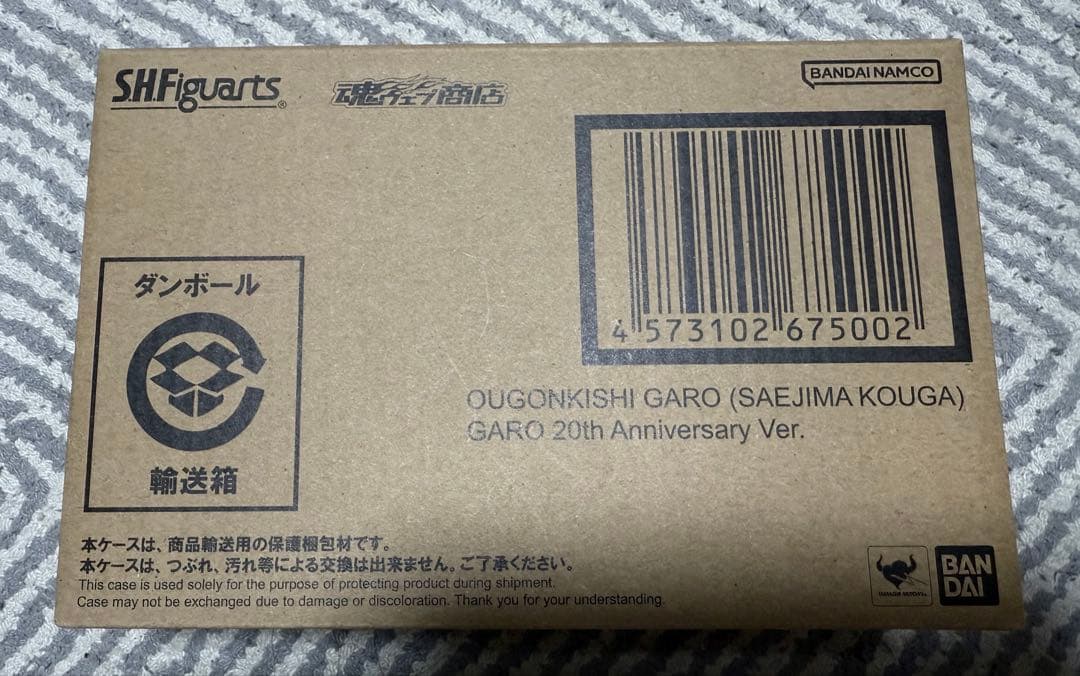 S.H.Figuarts®
魂ウェブ商店
BANDAI NAMCO
4 573102 675002
OUGONKISHI GARO (SAEJIMA KOUGA)
GARO 20th Anniversary Ver.
ダンボール
輸送箱
本ケースは、商品輸送用の保護梱包材です。
本ケースは、つぶれ、汚れ等による交換は出来ません。ご了承ください。
This case is used solely for the purpose of protecting product during shipment.
Case may not be exchanged due to damage or discoloration. Thank you for your understanding.
BAN
DAI